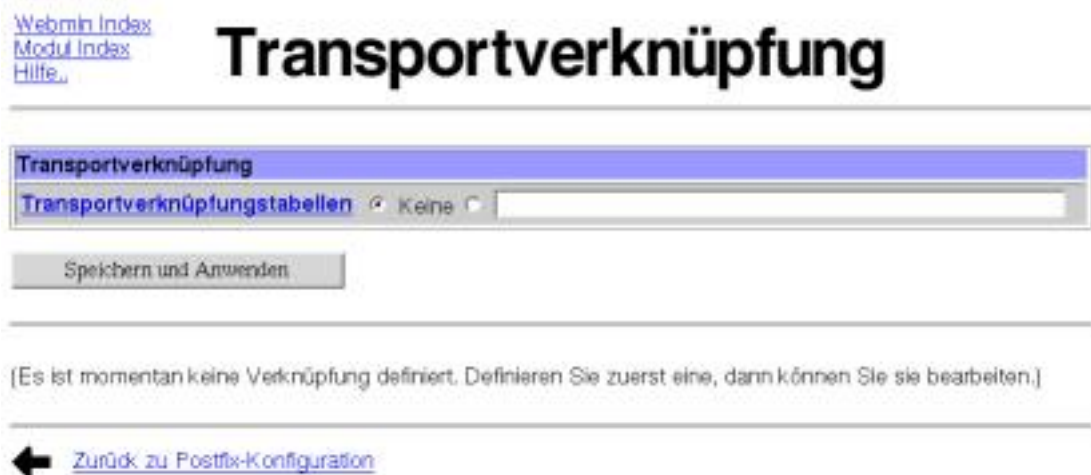 Webmin Index
Modul Index
Hilfe..
Transportverknüpfung
Transportverknüpfung
Transportverknüpfungstabellen Keine
Speichern und Anwenden
(Es ist momentan keine Verknüpfung definiert. Definieren Sie zuerst eine, dann können Sie sie bearbeiten.)
Zurück zu Postfix-Konfiguration